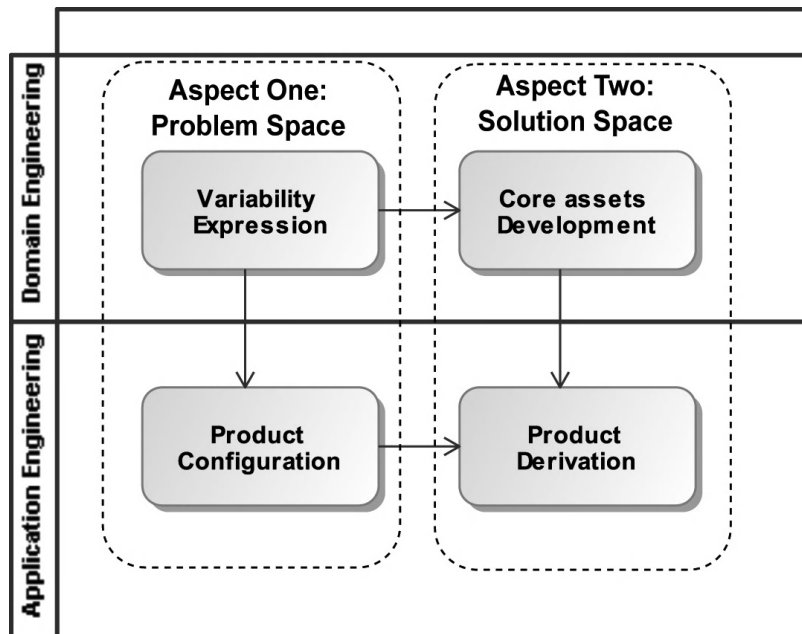 Domain Engineering
Aspect One:
Problem Space
Aspect Two:
Solution Space
Variability
Expression
Core assets
Development
Application Engineering
Product
Configuration
Product
Derivation